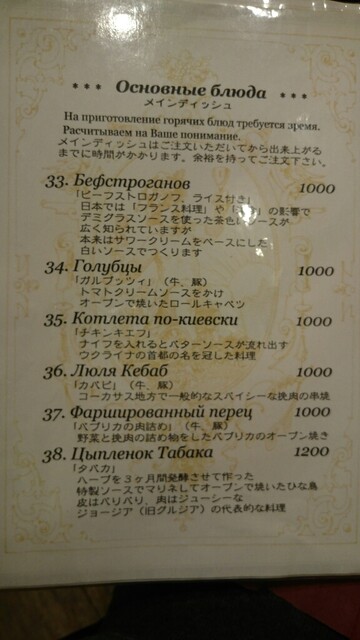 *** Основные блюда ***
メインディッシュ
На приготовление горячих блюд требуется время.
Расчитываем на Ваше понимание.
メインディッシュはご注文いただいてから出来上がる
までに時間がかかります。余裕を持ってご注文下さい。
33. Бефстроганов 1000
「ビーフストロガノフ、ライス付き」
日本では「フランス料理」や「 」の影響で
デミグラスソースを使った茶色いソースが
広く知られていますが
本来はサワークリームをベースにした
白いソースでつくります
34. Голубцы 1000
「ガルブッツィ」（牛、豚）
トマトクリームソースをかけ
オーブンで焼いたロールキャベツ
35. Котлета по-киевски 1000
「チキンキエフ」
ナイフを入れるとバターソースが流れ出す
ウクライナの首都の名を冠した料理
36. Люля Кебаб 1000
「カバビ」（牛、豚）
コーカサス地方で一般的なスパイシーな挽肉の串焼
37. Фаршированный перец 1000
「パプリカの肉詰め」（牛、豚）
野菜と挽肉の詰め物をしたパプリカのオーブン焼き
38. Цыпленок Табака 1200
「タバカ」
ハーブを３ヶ月間発酵させて作った
特製ソースでマリネしてオーブンで焼いたひな鳥
皮はパリパリ、肉はジューシーな
ジョージア（旧グルジア）の代表的な料理